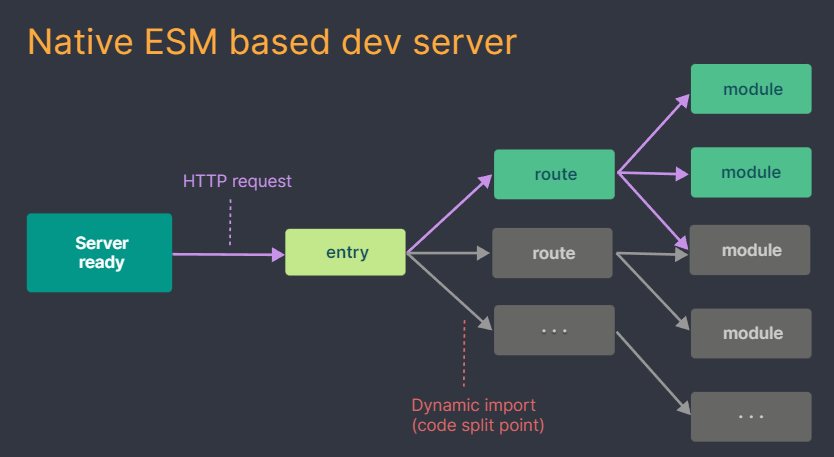 Native ESM based dev server
module
HTTP request
route
module
Server
ready
entry
route
module
...
module
Dynamic import
(code split point)
...